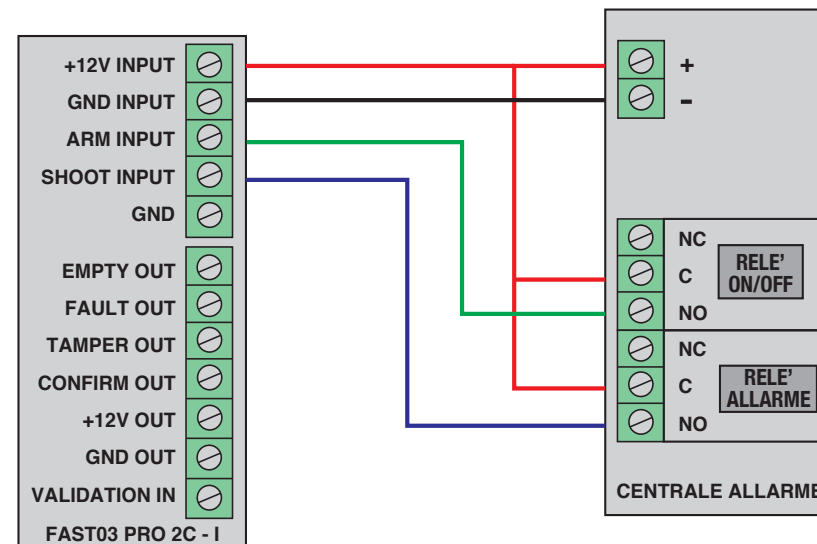 +12V INPUT
GND INPUT
ARM INPUT
SHOOT INPUT
GND
EMPTY OUT
FAULT OUT
TAMPER OUT
CONFIRM OUT
+12V OUT
GND OUT
VALIDATION IN
FAST03 PRO 2C - I
+
-
NC
C
NO
RELE'
ON/OFF
NC
C
NO
RELE'
ALLARME
CENTRALE ALLARME